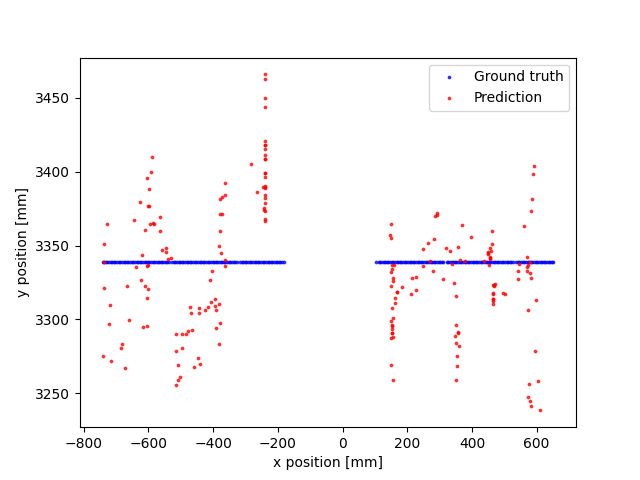 Ground truth
Prediction
3450
3400
3350
3300
3250
y position [mm]
−800 −600 −400 −200 0 200 400 600
x position [mm]